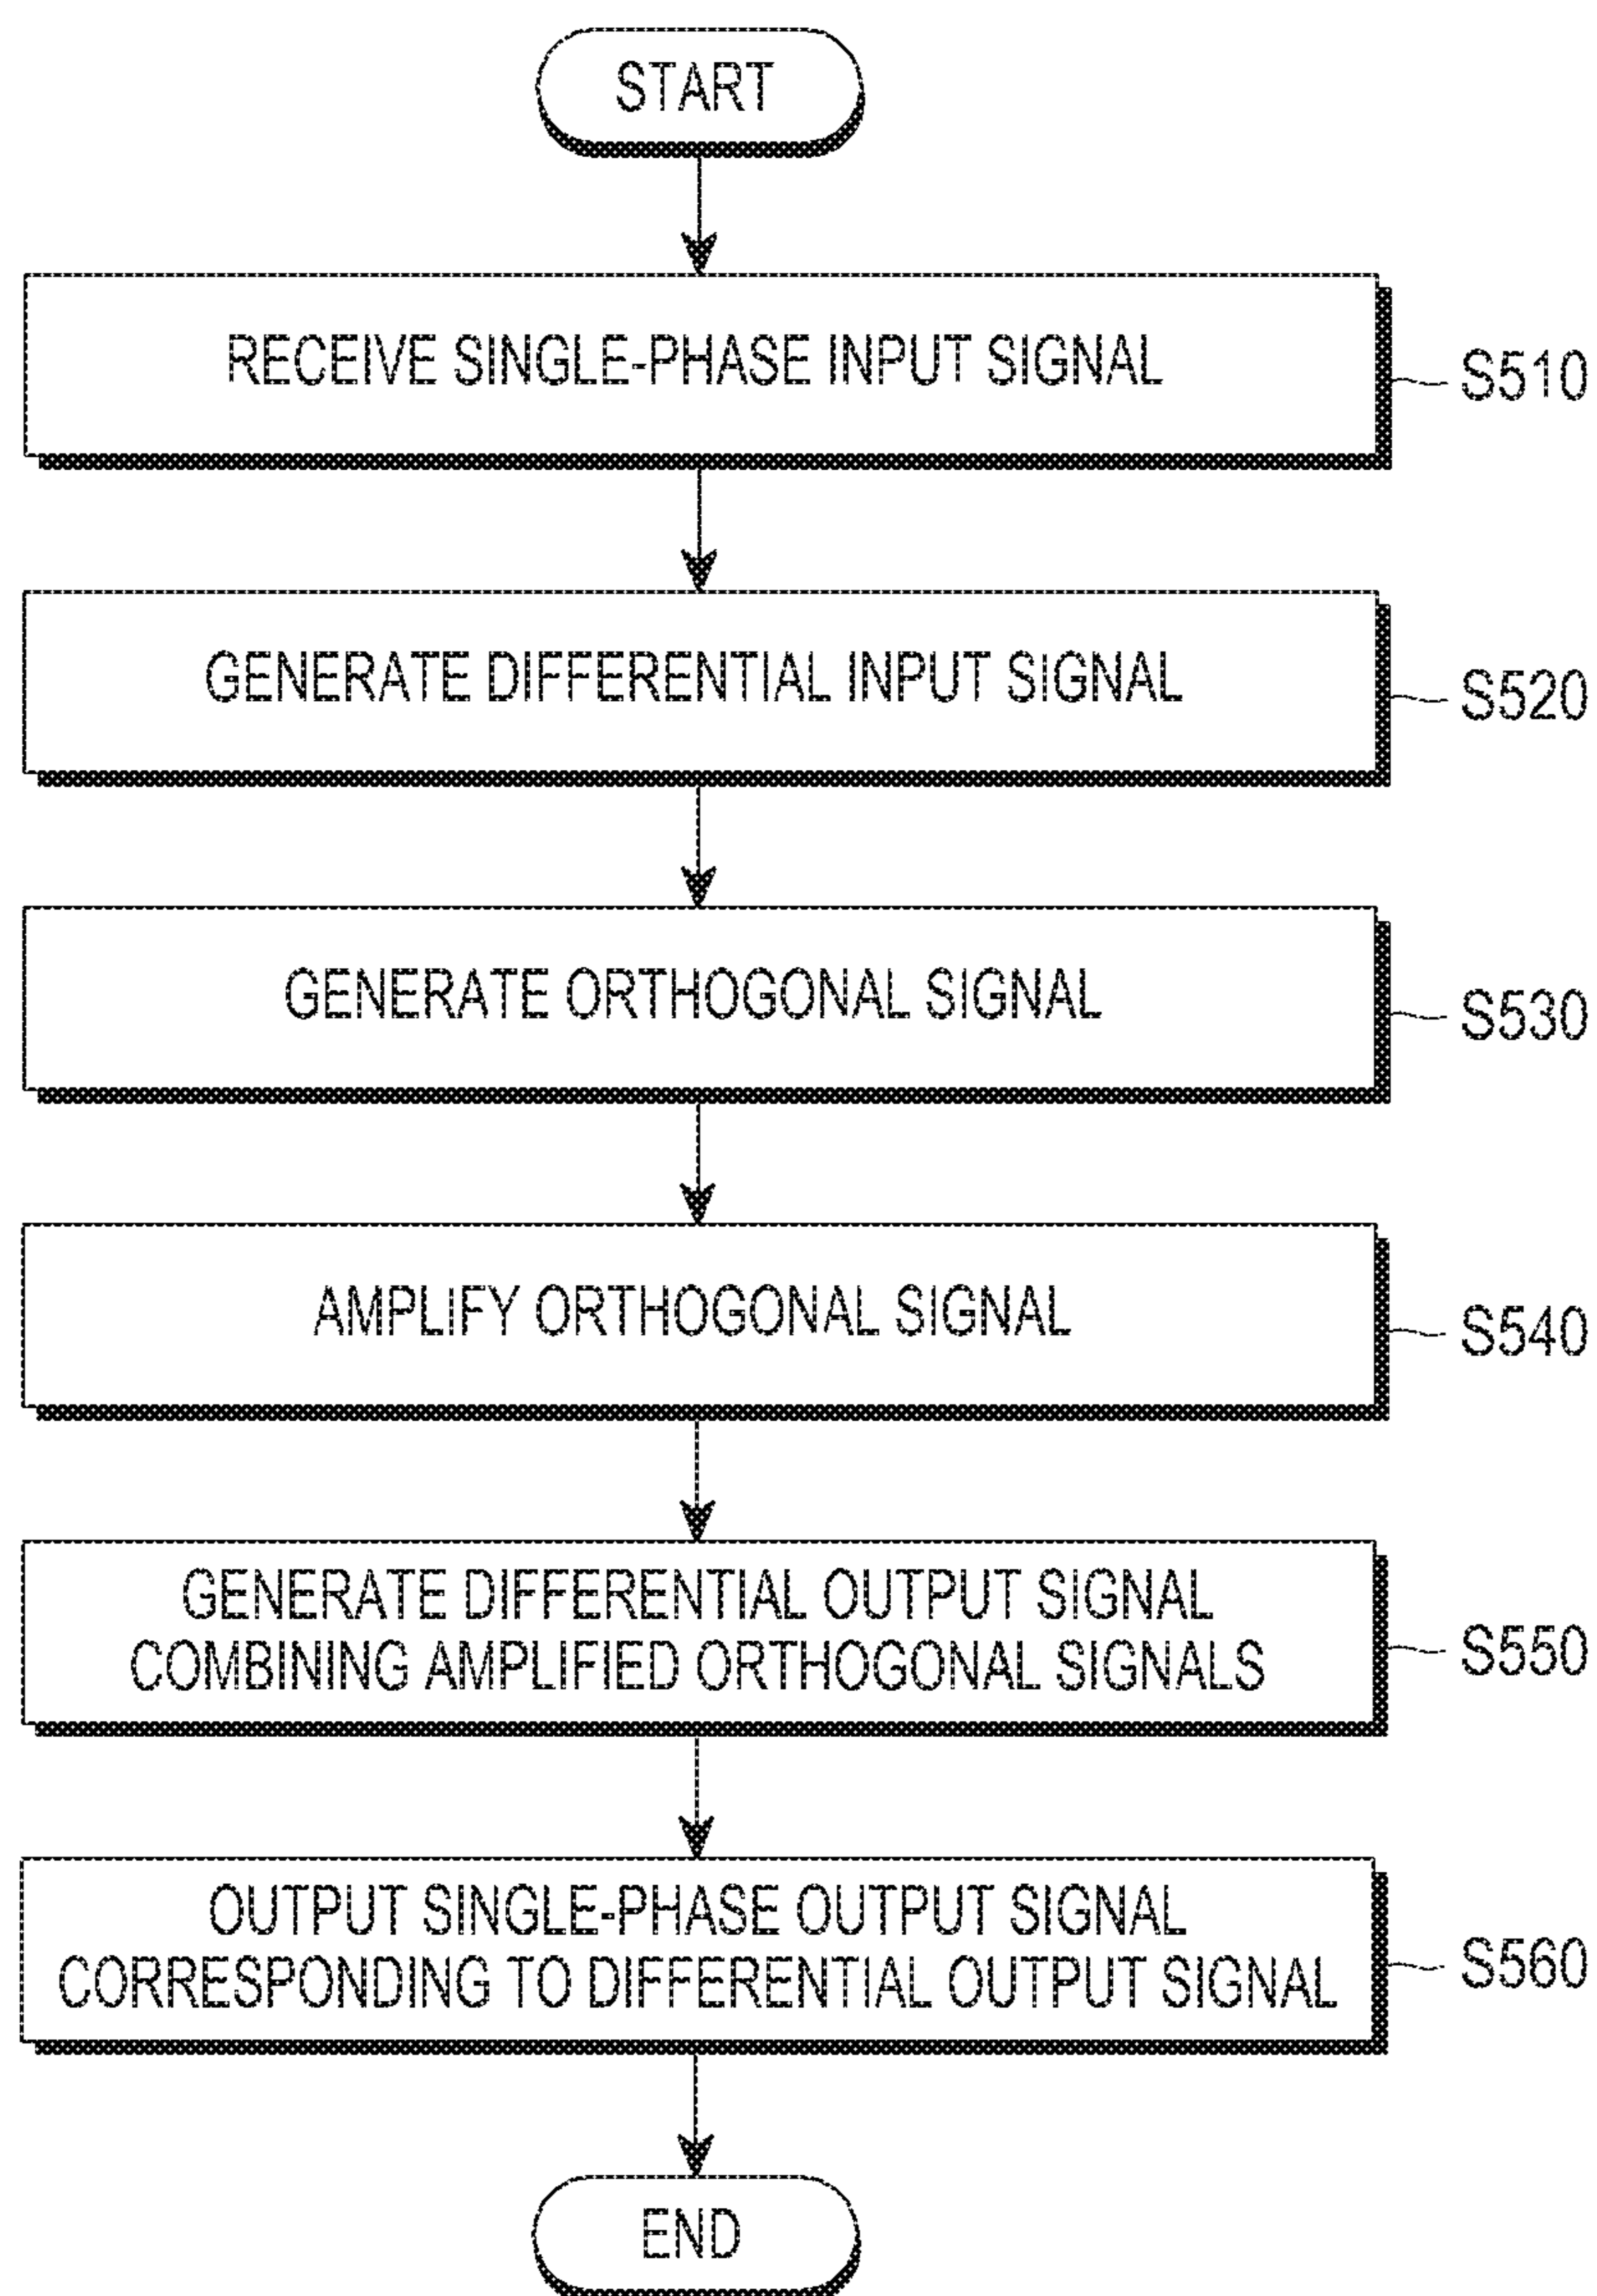 START
RECEIVE SINGLE-PHASE INPUT SIGNAL
S510
GENERATE DIFFERENTIAL INPUT SIGNAL
S520
GENERATE ORTHOGONAL SIGNAL
S530
AMPLIFY ORTHOGONAL SIGNAL
S540
GENERATE DIFFERENTIAL OUTPUT SIGNAL
COMBINING AMPLIFIED ORTHOGONAL SIGNALS
S550
OUTPUT SINGLE-PHASE OUTPUT SIGNAL
CORRESPONDING TO DIFFERENTIAL OUTPUT SIGNAL
S560
END